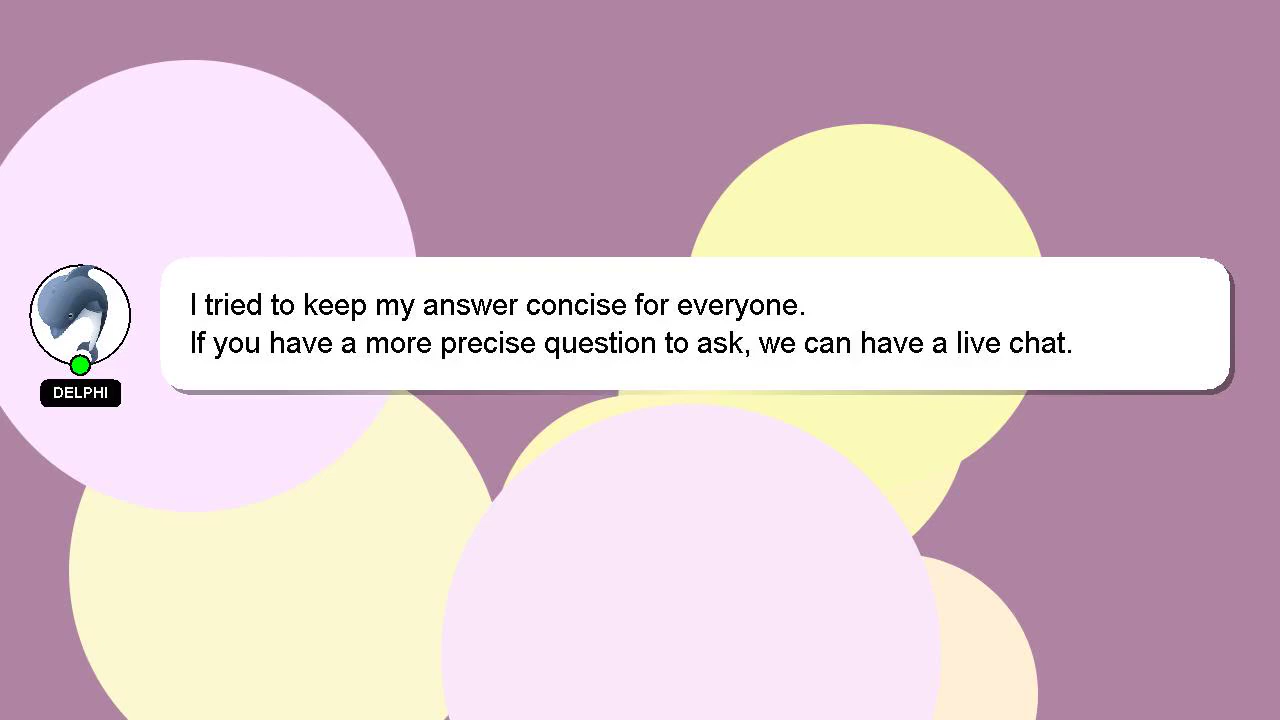 I tried to keep my answer concise for everyone.
If you have a more precise question to ask, we can have a live chat.
DELPHI